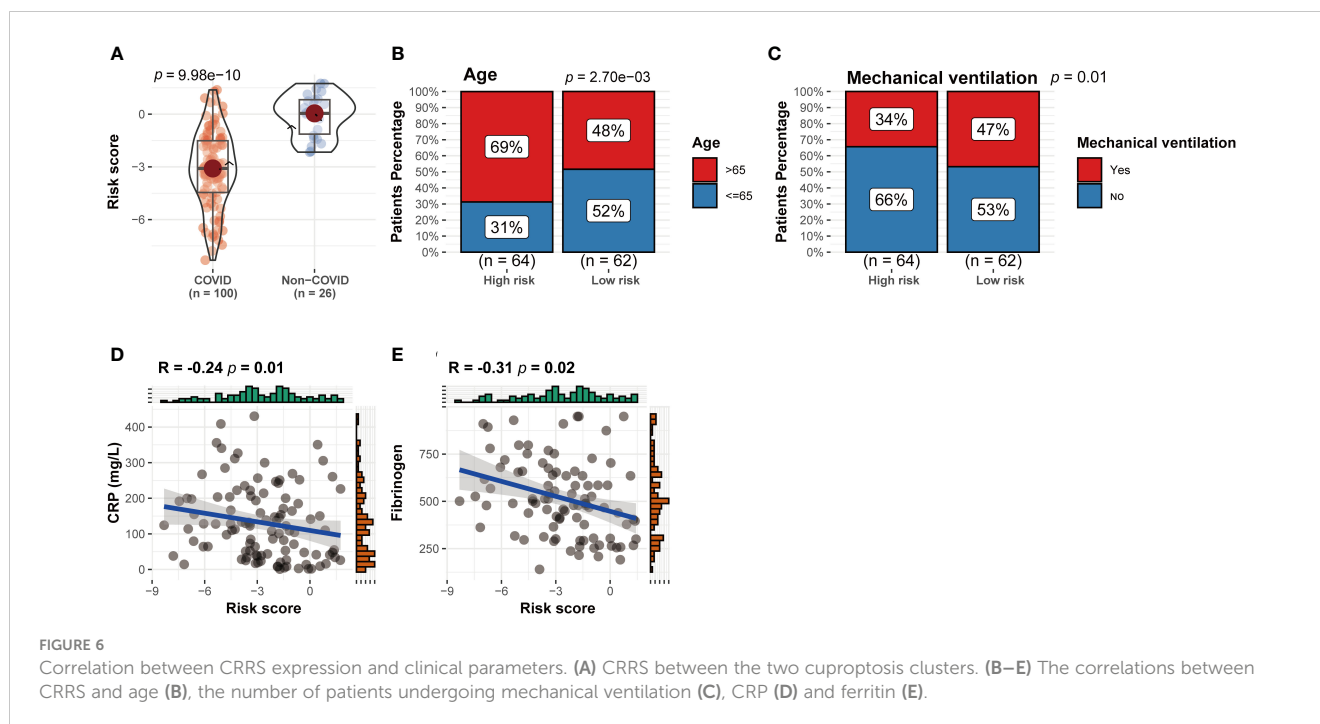 A
p = 9.98e−10
Risk score
0
−3
−6
COVID
(n = 100)
Non−COVID
(n = 26)
B
Age
p = 2.70e−03
Patients Percentage
100%
90%
80%
70%
60%
50%
40%
30%
20%
10%
0%
69%
31%
48%
52%
(n = 64)
(n = 62)
High risk
Low risk
Age
>65
<=65
C
Mechanical ventilation
p = 0.01
Patients Percentage
100%
90%
80%
70%
60%
50%
40%
30%
20%
10%
0%
34%
66%
47%
53%
(n = 64)
(n = 62)
High risk
Low risk
Mechanical ventilation
Yes
no
D
R = -0.24 p = 0.01
CRP (mg/L)
400
300
200
100
0
−9
−6
−3
0
Risk score
E
R = -0.31 p = 0.02
Fibrinogen
750
500
250
−9
−6
−3
0
Risk score
FIGURE 6
Correlation between CRRS expression and clinical parameters. (A) CRRS between the two cuproptosis clusters. (B–E) The correlations between
CRRS and age (B), the number of patients undergoing mechanical ventilation (C), CRP (D) and ferritin (E).